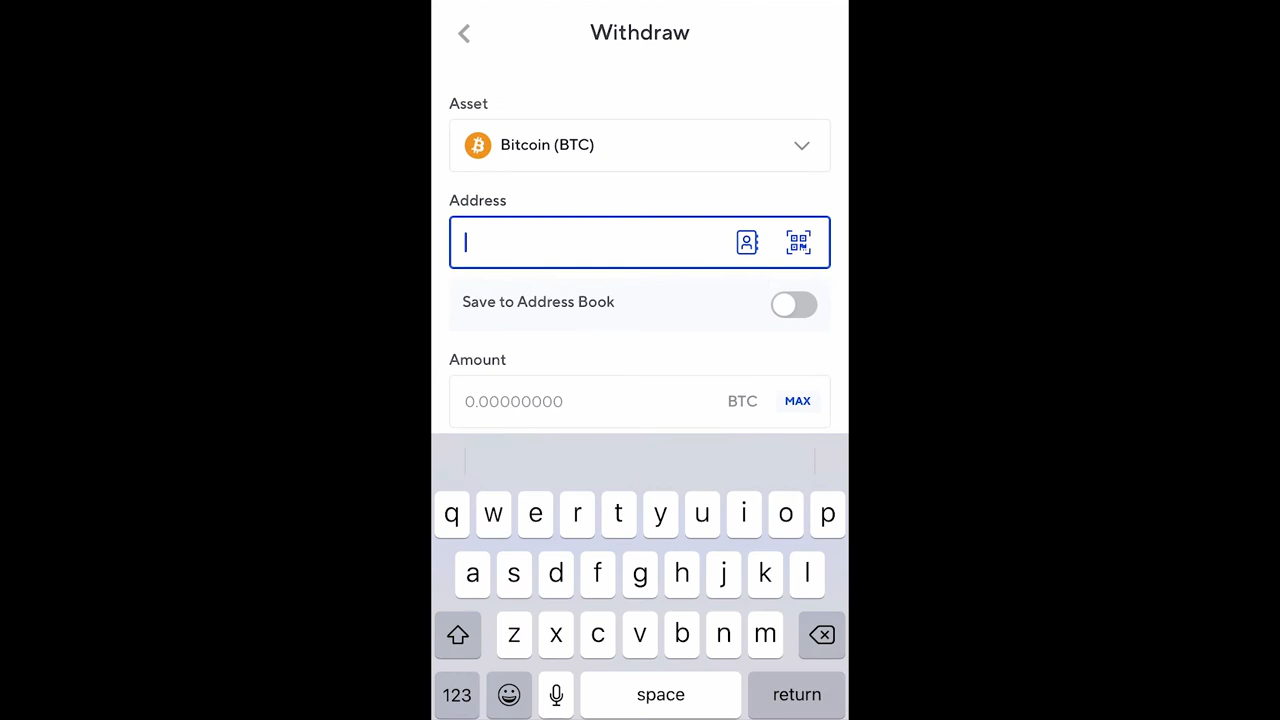 Withdraw
Asset
Bitcoin (BTC)
Address
Save to Address Book
Amount
0.00000000 BTC MAX
q w e r t y u i o p
a s d f g h j k l
z x c v b n m
123 space return